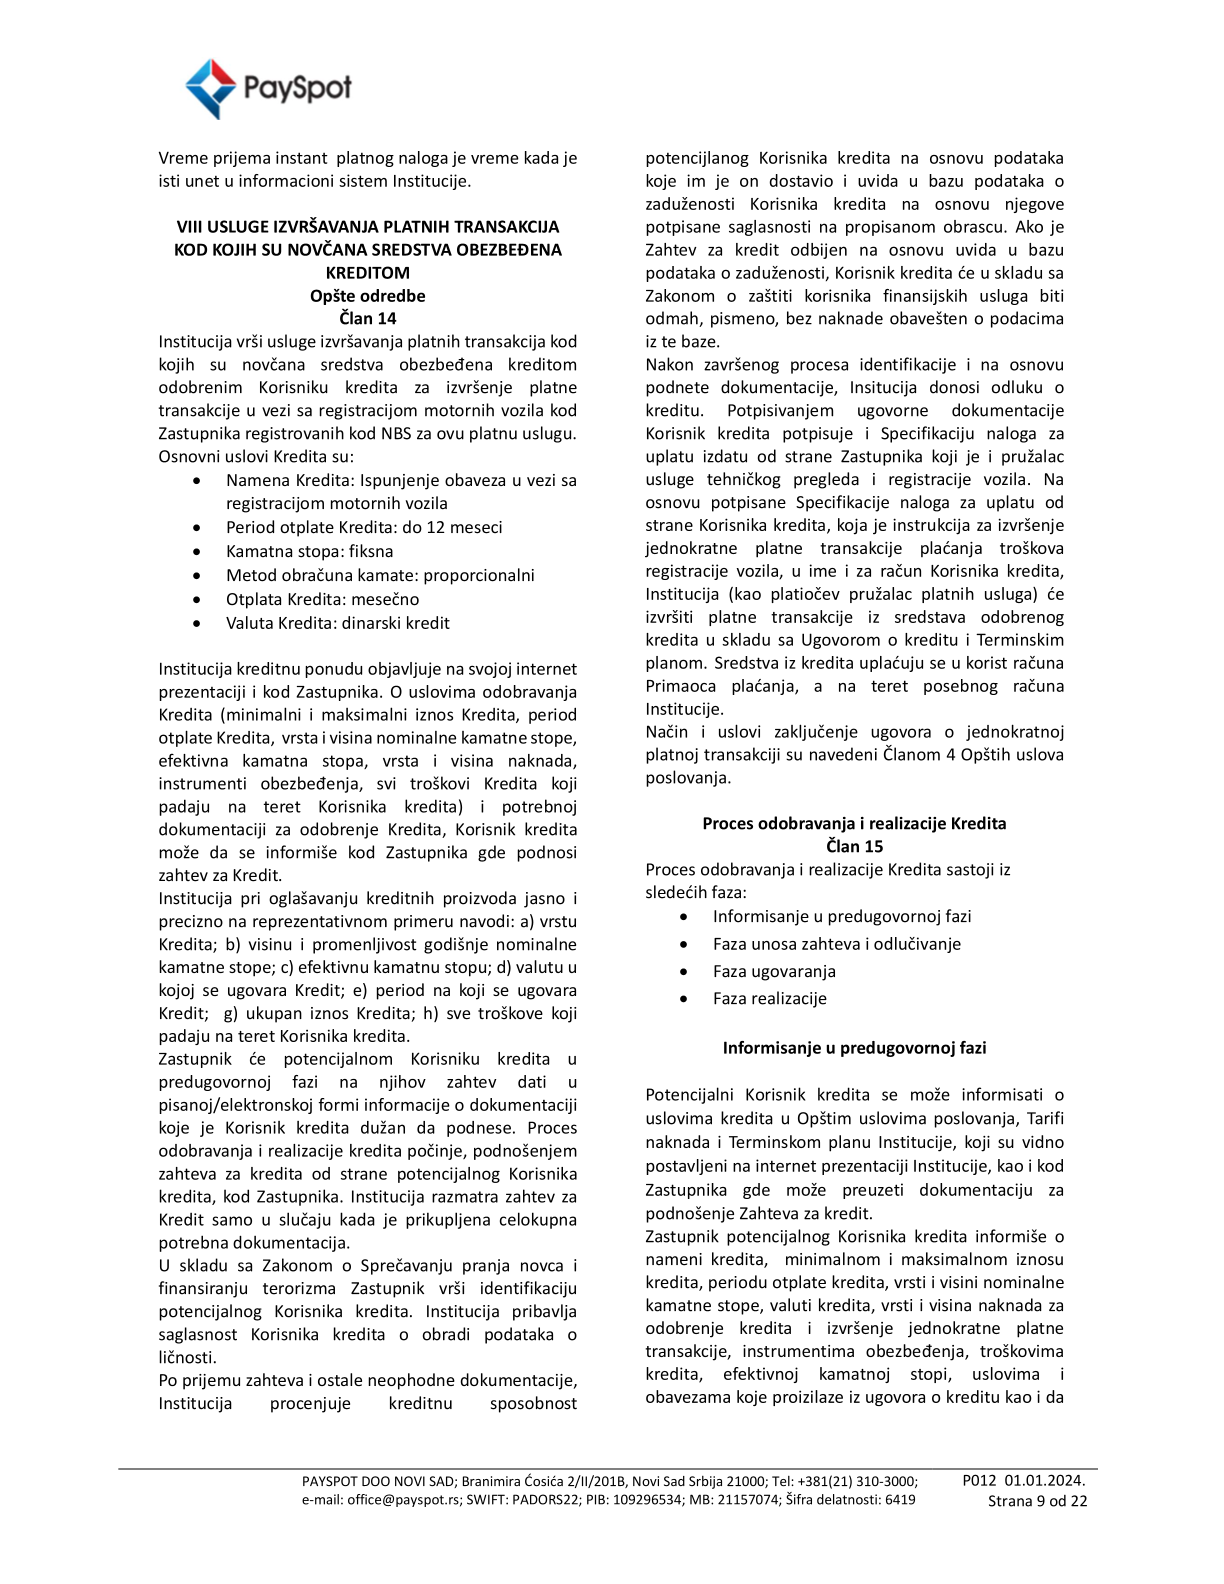 PaySpot
Vreme prijema instant  platnog naloga je vreme kada je
isti unet u informacioni sistem Institucije.
VIII USLUGE IZVRŠAVANJA PLATNIH TRANSAKCIJA
KOD KOJIH SU NOVČANA SREDSTVA OBEZBEĐENA
KREDITOM
Opšte odredbe
Član 14
Institucija vrši usluge izvršavanja platnih transakcija kod
kojih su novčana sredstva obezbeđena kreditom
odobrenim Korisniku kredita za izvršenje platne
transakcije u vezi sa registracijom motornih vozila kod
Zastupnika registrovanih kod NBS za ovu platnu uslugu.
Osnovni uslovi Kredita su:
• Namena Kredita: Ispunjenje obaveza u vezi sa
registracijom motornih vozila
• Period otplate Kredita: do 12 meseci
• Kamatna stopa: fiksna
• Metod obračuna kamate: proporcionalni
• Otplata Kredita: mesečno
• Valuta Kredita: dinarski kredit
Institucija kreditnu ponudu objavljuje na svojoj internet
prezentaciji i kod Zastupnika. O uslovima odobravanja
Kredita (minimalni i maksimalni iznos Kredita, period
otplate Kredita,  vrsta i visina nominalne kamatne stope,
efektivna kamatna stopa, vrsta i visina naknada,
instrumenti obezbeđenja, svi troškovi Kredita koji
padaju na teret Korisnika kredita) i potrebnoj
dokumentaciji za odobrenje Kredita, Korisnik kredita
može da se informiše kod Zastupnika gde podnosi
zahtev za Kredit.
Institucija pri oglašavanju kreditnih proizvoda jasno i
precizno na reprezentativnom primeru navodi: a) vrstu
Kredita; b) visinu i promenljivost godišnje nominalne
kamatne stope; c) efektivnu kamatnu stopu; d) valutu u
kojoj se ugovara Kredit; e) period na koji se ugovara
Kredit;  g) ukupan iznos Kredita; h) sve troškove koji
padaju na teret Korisnika kredita.
Zastupnik će potencijalnom Korisniku kredita u
predugovornoj fazi na njihov zahtev dati u
pisanoj/elektronskoj formi informacije o dokumentaciji
koje je Korisnik kredita dužan da podnese. Proces
odobravanja i realizacije kredita počinje, podnošenjem
zahteva za kredita od strane potencijalnog Korisnika
kredita, kod Zastupnika. Institucija razmatra zahtev za
Kredit samo u slučaju kada je prikupljena celokupna
potrebna dokumentacija.
U skladu sa Zakonom o Sprečavanju pranja novca i
finansiranju terorizma Zastupnik vrši identifikaciju
potencijalnog Korisnika kredita. Institucija pribavlja
saglasnost Korisnika kredita o obradi podataka o
ličnosti.
Po prijemu zahteva i ostale neophodne dokumentacije,
Institucija procenjuje kreditnu sposobnost
potencijlanog Korisnika kredita na osnovu podataka
koje im je on dostavio i uvida u bazu podataka o
zaduženosti Korisnika kredita na osnovu njegove
potpisane saglasnosti na propisanom obrascu. Ako je
Zahtev za kredit odbijen na osnovu uvida u bazu
podataka o zaduženosti, Korisnik kredita će u skladu sa
Zakonom o zaštiti korisnika finansijskih usluga biti
odmah, pismeno, bez naknade obavešten o podacima
iz te baze.
Nakon završenog procesa identifikacije i na osnovu
podnete dokumentacije, Insitucija donosi odluku o
kreditu. Potpisivanjem ugovorne dokumentacije
Korisnik kredita potpisuje i Specifikaciju naloga za
uplatu izdatu od strane Zastupnika koji je i pružalac
usluge tehničkog pregleda i registracije vozila. Na
osnovu potpisane Specifikacije naloga za uplatu od
strane Korisnika kredita, koja je instrukcija za izvršenje
jednokratne platne transakcije plaćanja troškova
registracije vozila, u ime i za račun Korisnika kredita,
Institucija (kao platiočev pružalac platnih usluga) će
izvršiti platne transakcije iz sredstava odobrenog
kredita u skladu sa Ugovorom o kreditu i Terminskim
planom. Sredstva iz kredita uplaćuju se u korist računa
Primaoca plaćanja, a na teret posebnog računa
Institucije.
Način i uslovi zaključenje ugovora o jednokratnoj
platnoj transakciji su navedeni Članom 4 Opštih uslova
poslovanja.
Proces odobravanja i realizacije Kredita
Član 15
Proces odobravanja i realizacije Kredita sastoji iz
sledećih faza:
• Informisanje u predugovornoj fazi
• Faza unosa zahteva i odlučivanje
• Faza ugovaranja
• Faza realizacije
Informisanje u predugovornoj fazi
Potencijalni Korisnik kredita se može informisati o
uslovima kredita u Opštim uslovima poslovanja, Tarifi
naknada i Terminskom planu Institucije, koji su vidno
postavljeni na internet prezentaciji Institucije, kao i kod
Zastupnika gde može preuzeti dokumentaciju za
podnošenje Zahteva za kredit.
Zastupnik potencijalnog Korisnika kredita informiše o
nameni kredita,  minimalnom i maksimalnom iznosu
kredita, periodu otplate kredita, vrsti i visini nominalne
kamatne stope, valuti kredita, vrsti i visina naknada za
odobrenje kredita i izvršenje jednokratne platne
transakcije, instrumentima obezbeđenja, troškovima
kredita, efektivnoj kamatnoj stopi, uslovima i
obavezama koje proizilaze iz ugovora o kreditu kao i da
PAYSPOT DOO NOVI SAD; Branimira Ćosića 2/II/201B, Novi Sad Srbija 21000; Tel: +381(21) 310-3000;
e-mail: office@payspot.rs; SWIFT: PADORS22; PIB: 109296534; MB: 21157074; Šifra delatnosti: 6419
P012  01.01.2024.
Strana 9 od 22